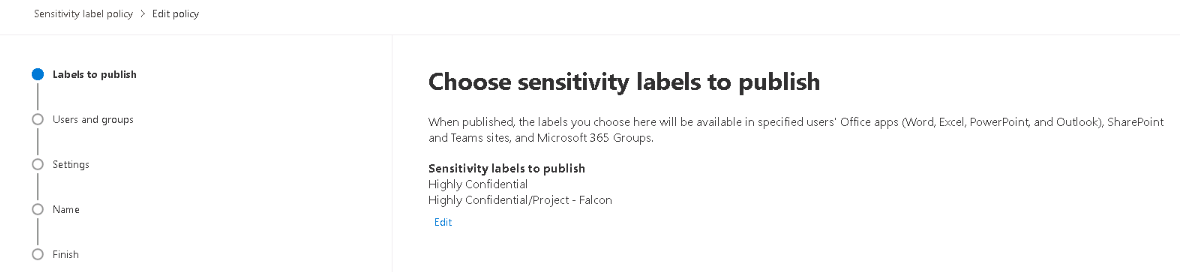 Sensitivity label policy > Edit policy
Labels to publish
Users and groups
Settings
Name
Finish
Choose sensitivity labels to publish
When published, the labels you choose here will be available in specified users' Office apps (Word, Excel, PowerPoint, and Outlook), SharePoint
and Teams sites, and Microsoft 365 Groups.
Sensitivity labels to publish
Highly Confidential
Highly Confidential/Project - Falcon
Edit